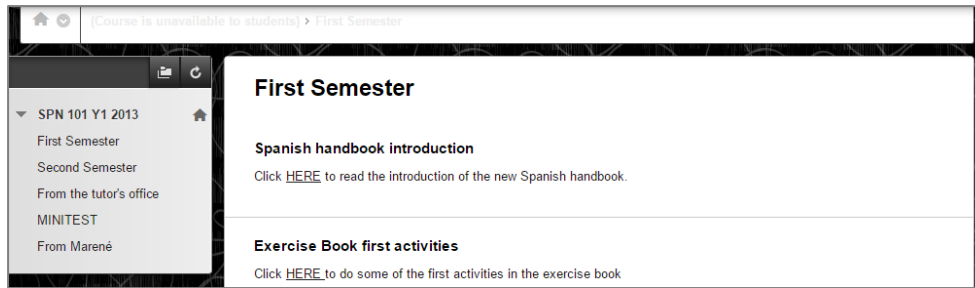 (Course is unavailable to students) > First Semester
SPN 101 Y1 2013
First Semester
Second Semester
From the tutor's office
MINITEST
From Marené
First Semester
Spanish handbook introduction
Click HERE to read the introduction of the new Spanish handbook.
Exercise Book first activities
Click HERE to do some of the first activities in the exercise book